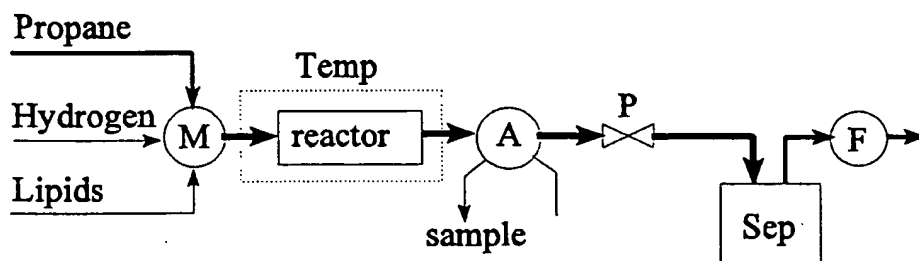 Propane
Temp
Hydrogen
M
reactor
A
P
F
Lipids
sample
Sep